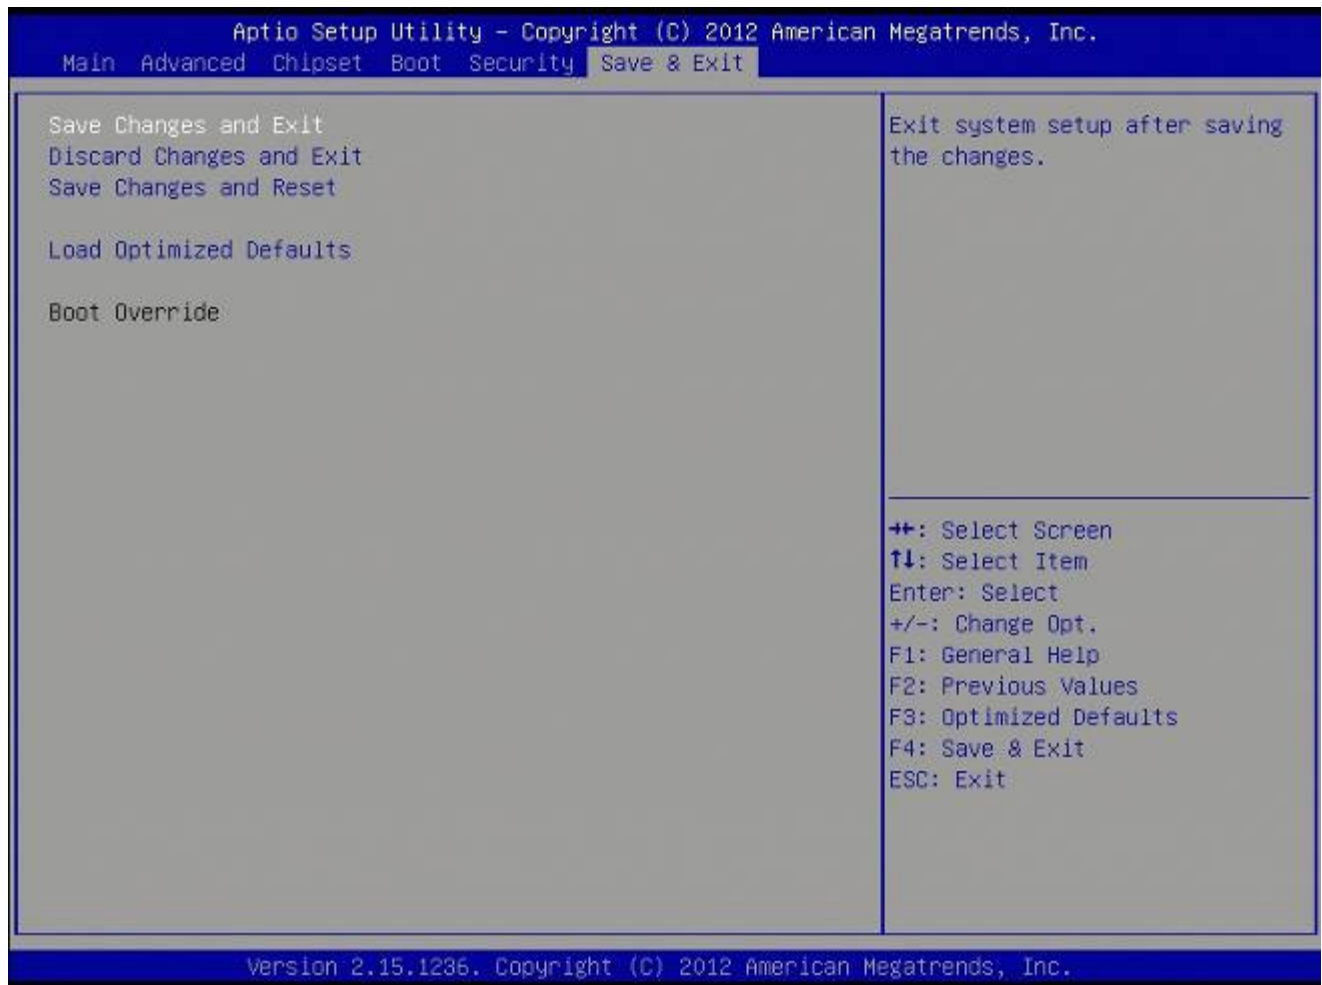 Aptio Setup Utility – Copyright (C) 2012 American Megatrends, Inc.
Main Advanced Chipset Boot Security Save & Exit
Save Changes and Exit
Discard Changes and Exit
Save Changes and Reset
Load Optimized Defaults
Boot Override
Exit system setup after saving
the changes.
→←: Select Screen
↑↓: Select Item
Enter: Select
+/-: Change Opt.
F1: General Help
F2: Previous Values
F3: Optimized Defaults
F4: Save & Exit
ESC: Exit
Version 2.15.1236. Copyright (C) 2012 American Megatrends, Inc.